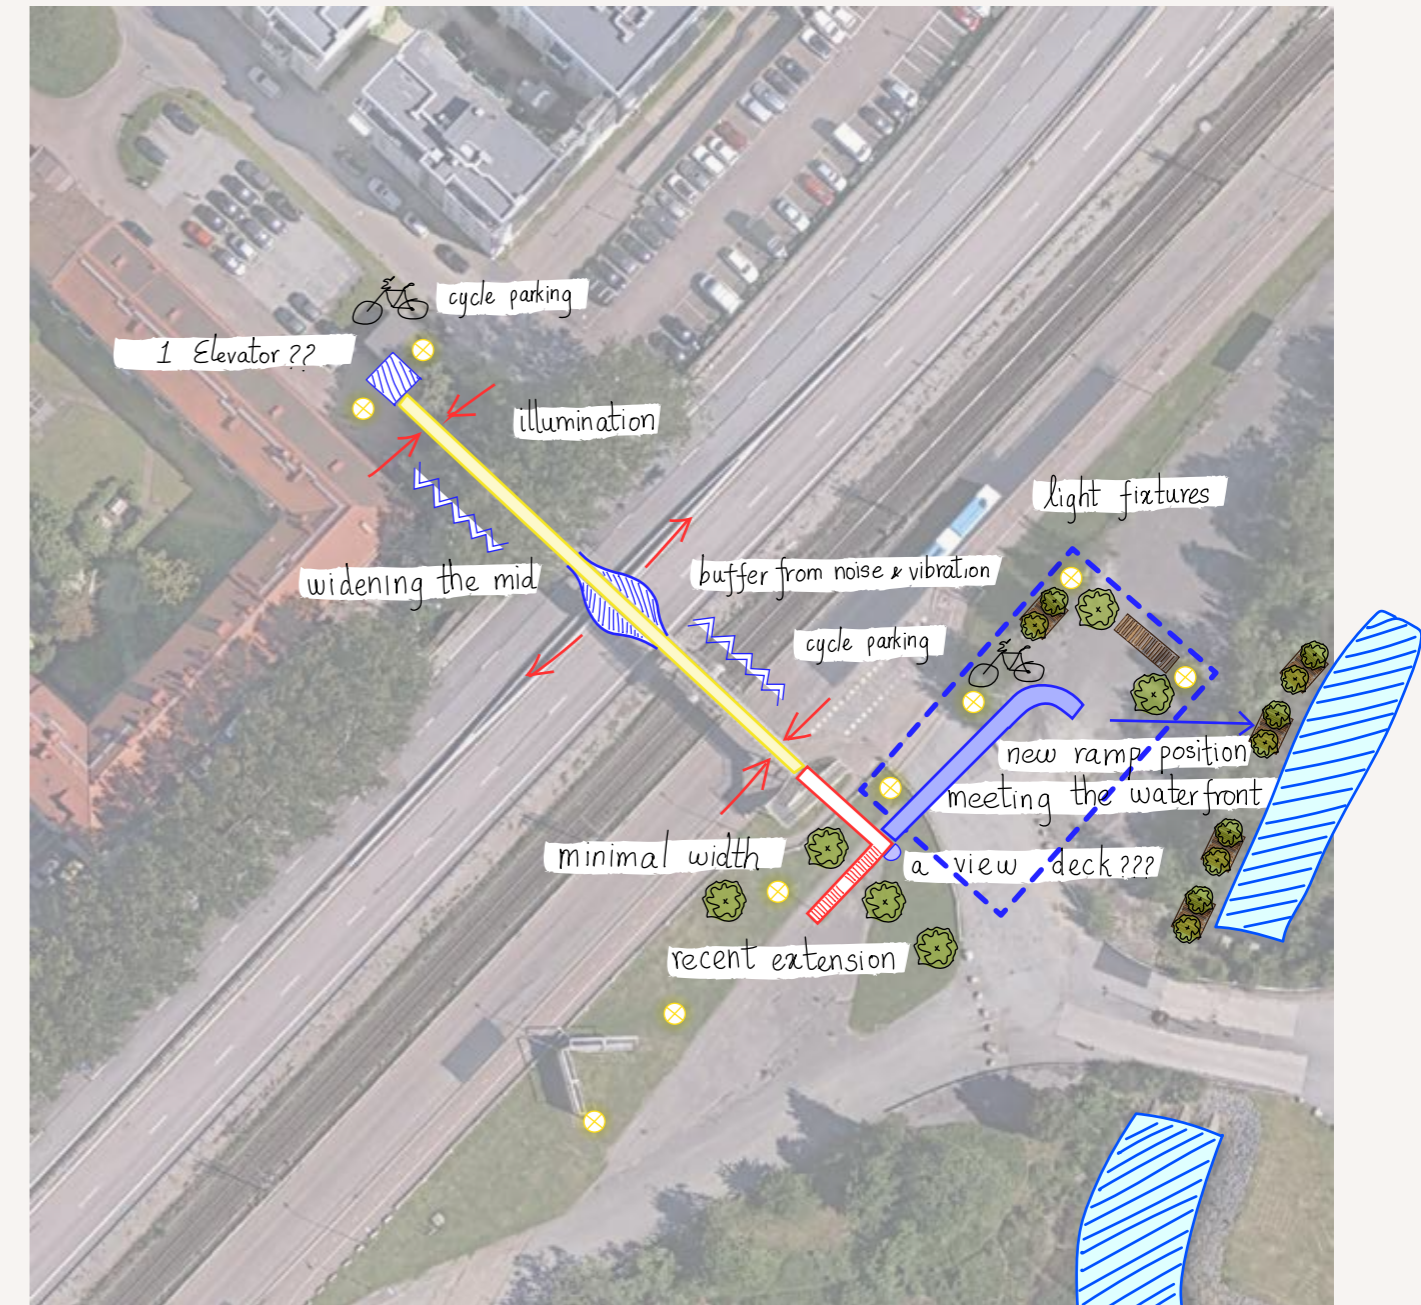 cycle parking
1 Elevator ??
illumination
light fixtures
widening the mid
buffer from noise & vibration
cycle parking
new ramp position
meeting the waterfront
minimal width
a view deck???
recent extension